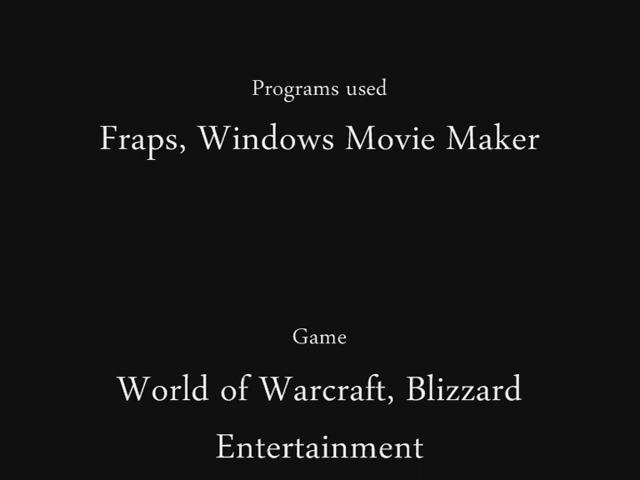 Programs used
Fraps, Windows Movie Maker
Game
World of Warcraft, Blizzard
Entertainment